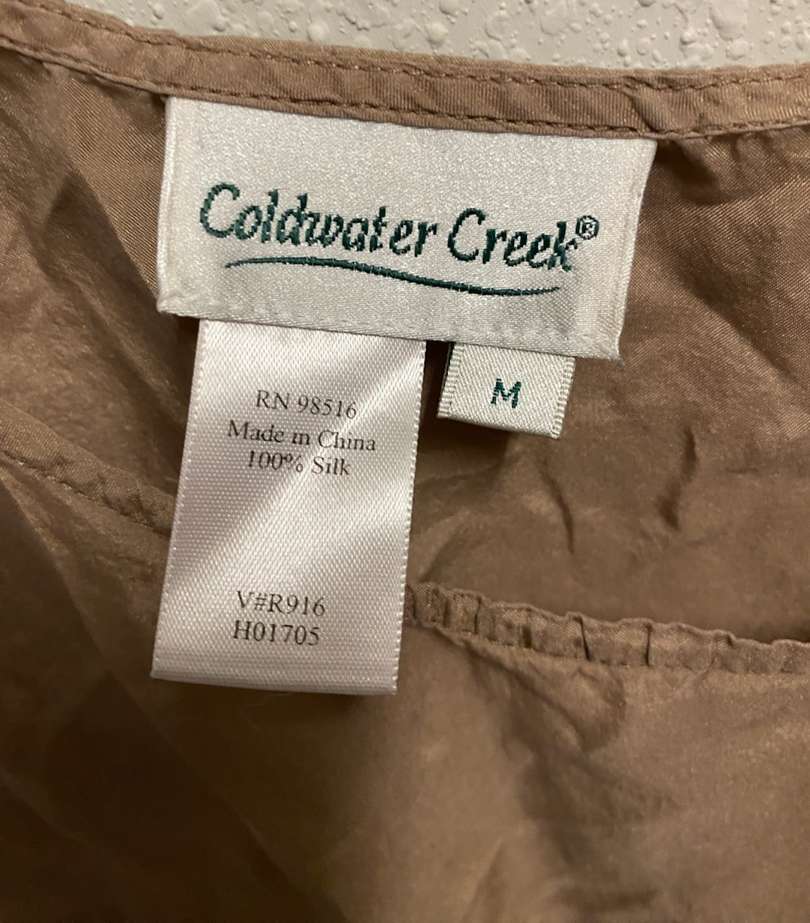 Coldwater Creek®
M
RN 98516
Made in China
100% Silk
V#R916
H01705